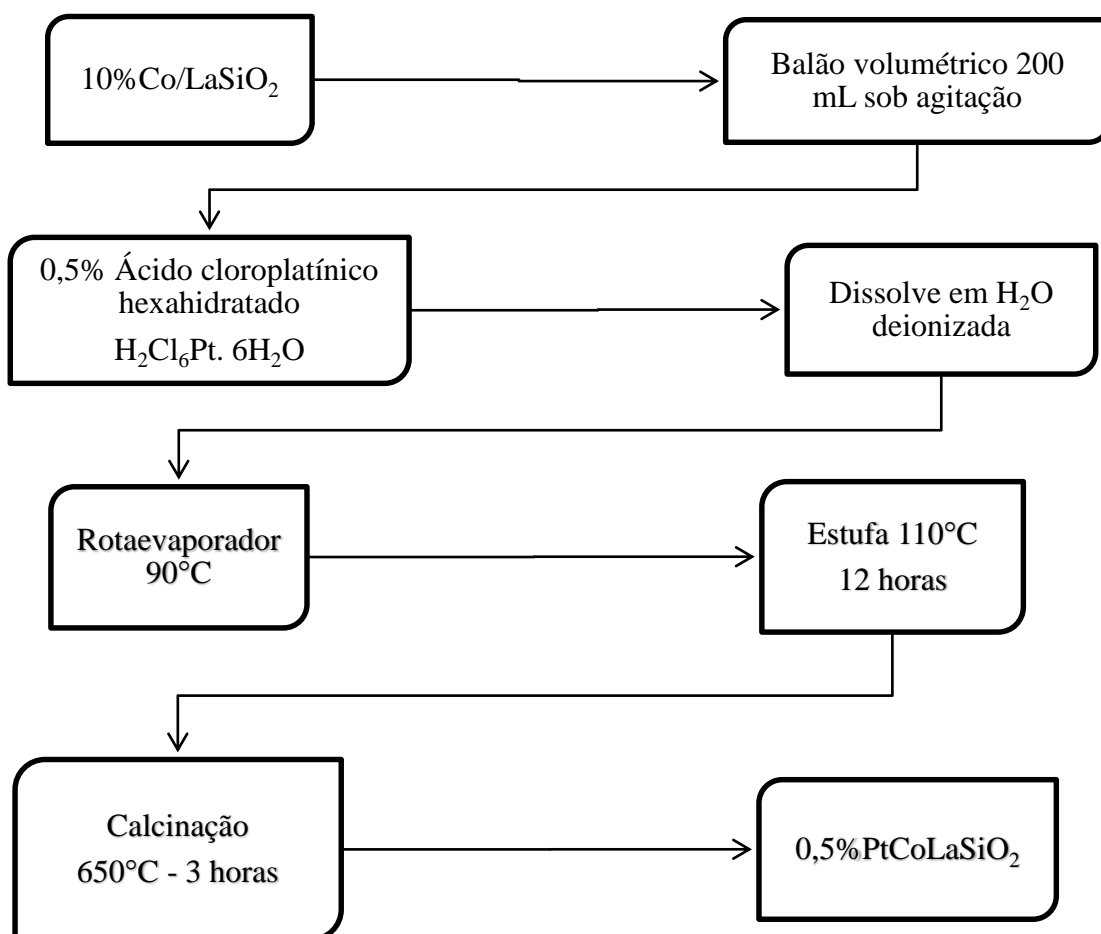 10%Co/LaSiO₂
Balão volumétrico 200
mL sob agitação
0,5% Ácido cloroplatínico
hexahidratado
H₂Cl₆Pt. 6H₂O
Dissolve em H₂O
deionizada
Rotaevaporador
90°C
Estufa 110°C
12 horas
Calcinação
650°C - 3 horas
0,5%PtCoLaSiO₂